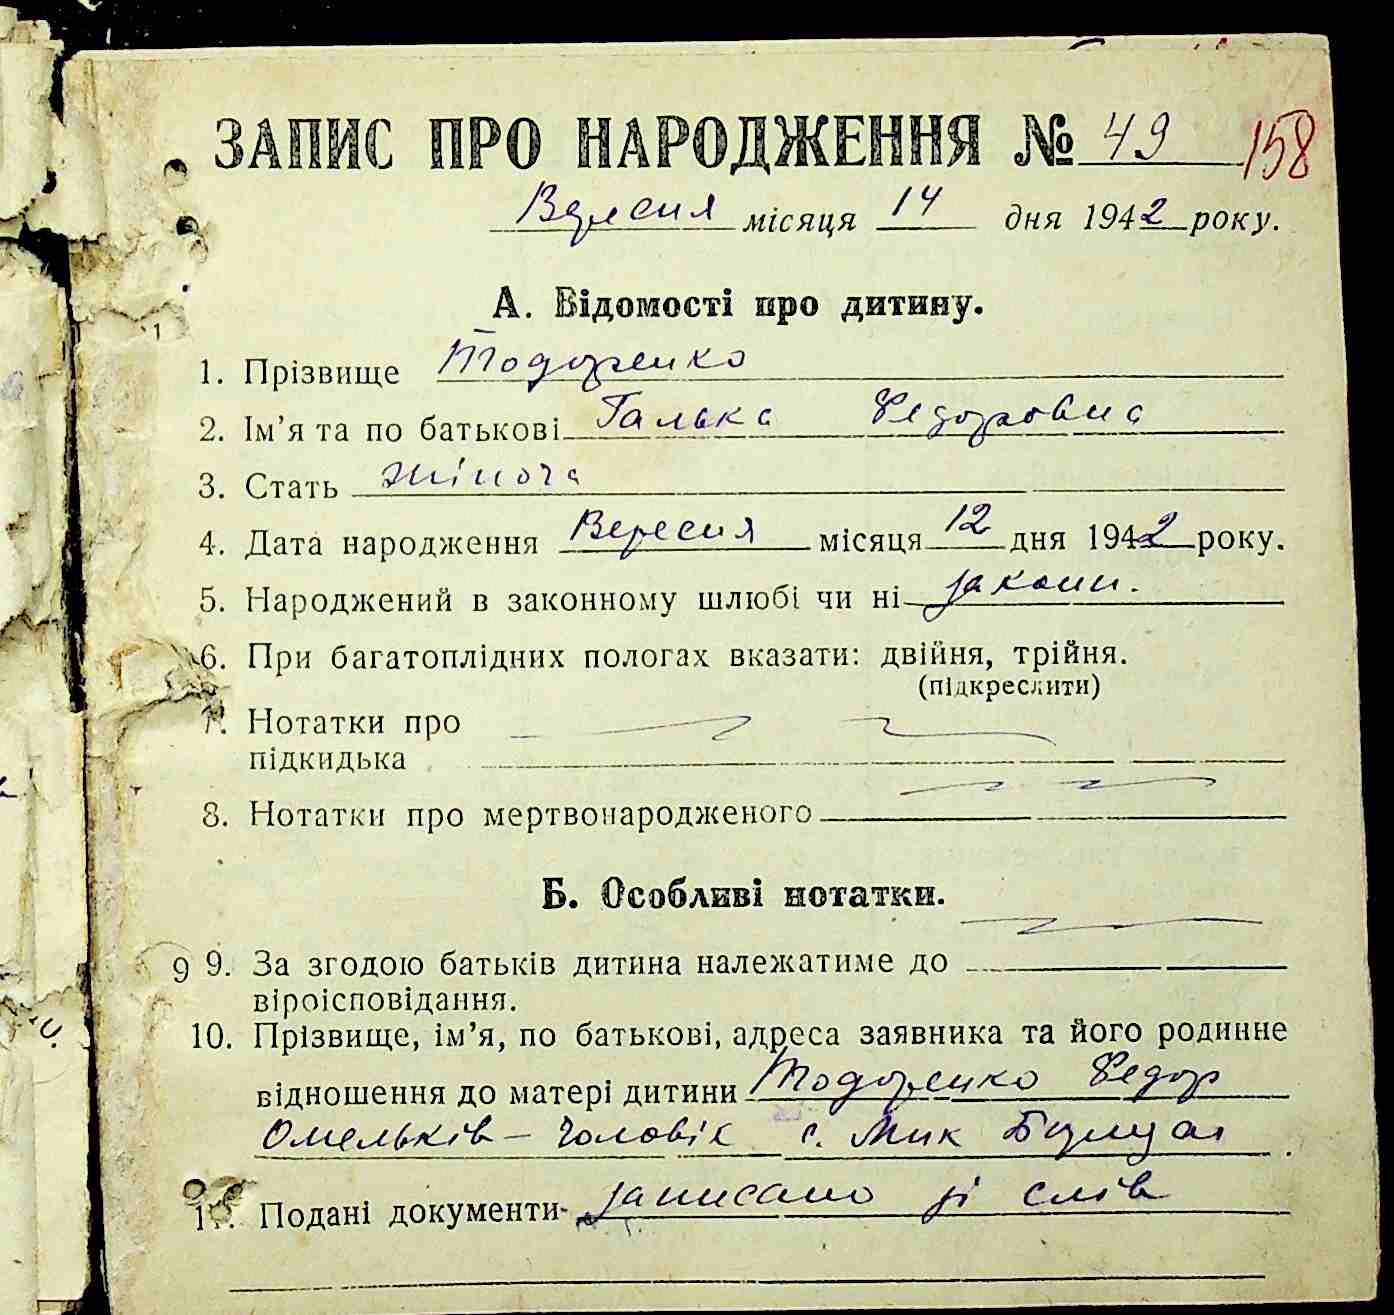 ЗАПИС ПРО НАРОДЖЕННЯ № 49 158
Вересня місяця 14 дня 1942 року.
А. Відомості про дитину.
1. Прізвище Тодоренко
2. Ім'я та по батькові Галька Федоровна
3. Стать жіноча
4. Дата народження Вересня місяця 12 дня 1942 року.
5. Народжений в законному шлюбі чи ні законн.
6. При багатоплідних пологах вказати: двійня, трійня.
(підкреслити)
7. Нотатки про
підкидька
8. Нотатки про мертвонародженого
Б. Особливі нотатки.
9 9. За згодою батьків дитина належатиме до
віроісповідання.
10. Прізвище, ім'я, по батькові, адреса заявника та його родинне
відношення до матері дитини Тодоренко Федор
Омельків – Чоловік с. Мик
11. Подані документи записано зі слів